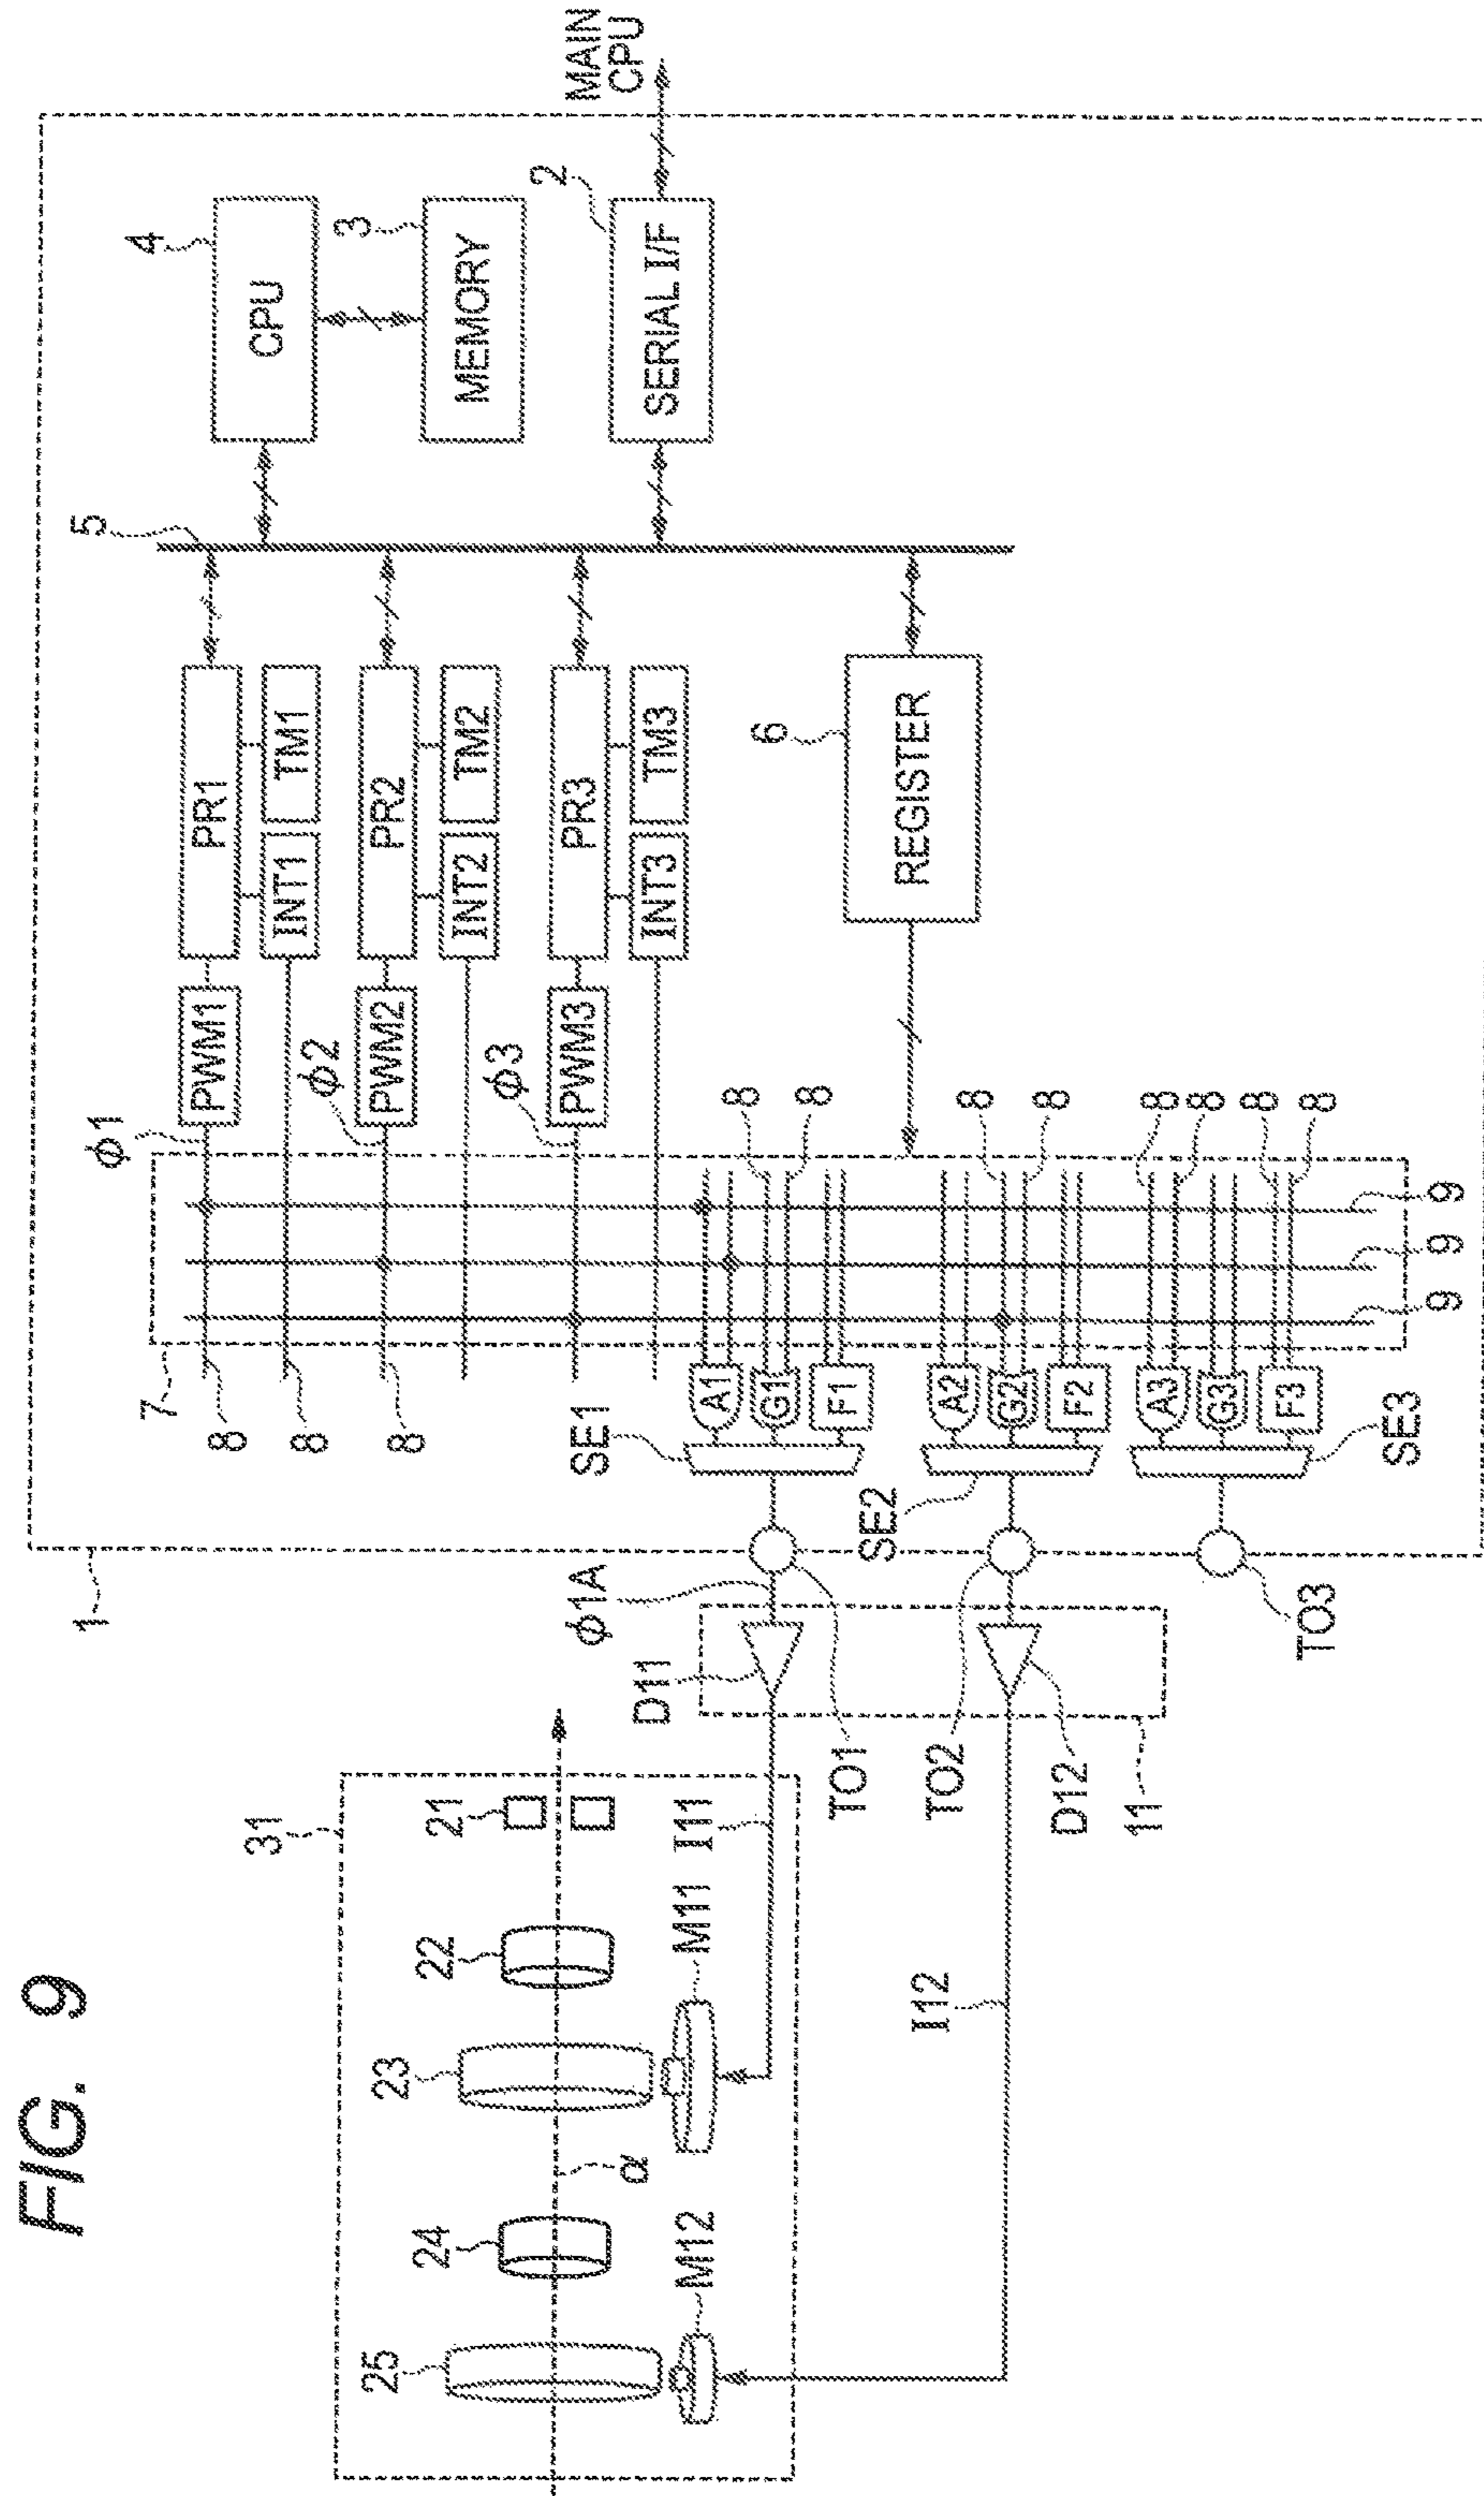 FIG. 9
31
25
24
23
22
21
α
M12
M11
I11
I12
D11
D12
11
TO1
TO2
TO3
ϕ1A
1
7
8
8
8
SE1
SE2
SE3
A1
G1
F1
A2
G2
F2
A3
G3
F3
9
9
9
8
8
8
8
8
8
8
8
ϕ1
ϕ2
ϕ3
PWM1
PWM2
PWM3
PR1
INT1
TM1
PR2
INT2
TM2
PR3
INT3
TM3
6
REGISTER
5
4
CPU
3
MEMORY
2
SERIAL I/F
MAIN
CPU